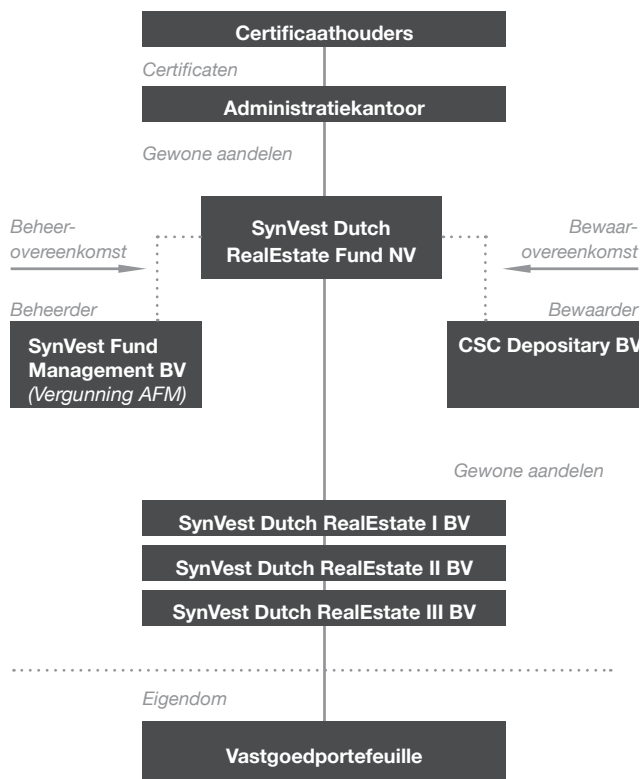 Certificaathouders
Certificaten
Administratiekantoor
Gewone aandelen
SynVest Dutch
RealEstate Fund NV
Beheer-
overeenkomst
Bewaar-
overeenkomst
Beheerder
SynVest Fund
Management BV
(Vergunning AFM)
Bewaarder
CSC Depositary BV
Gewone aandelen
SynVest Dutch RealEstate I BV
SynVest Dutch RealEstate II BV
SynVest Dutch RealEstate III BV
Eigendom
Vastgoedportefeuille